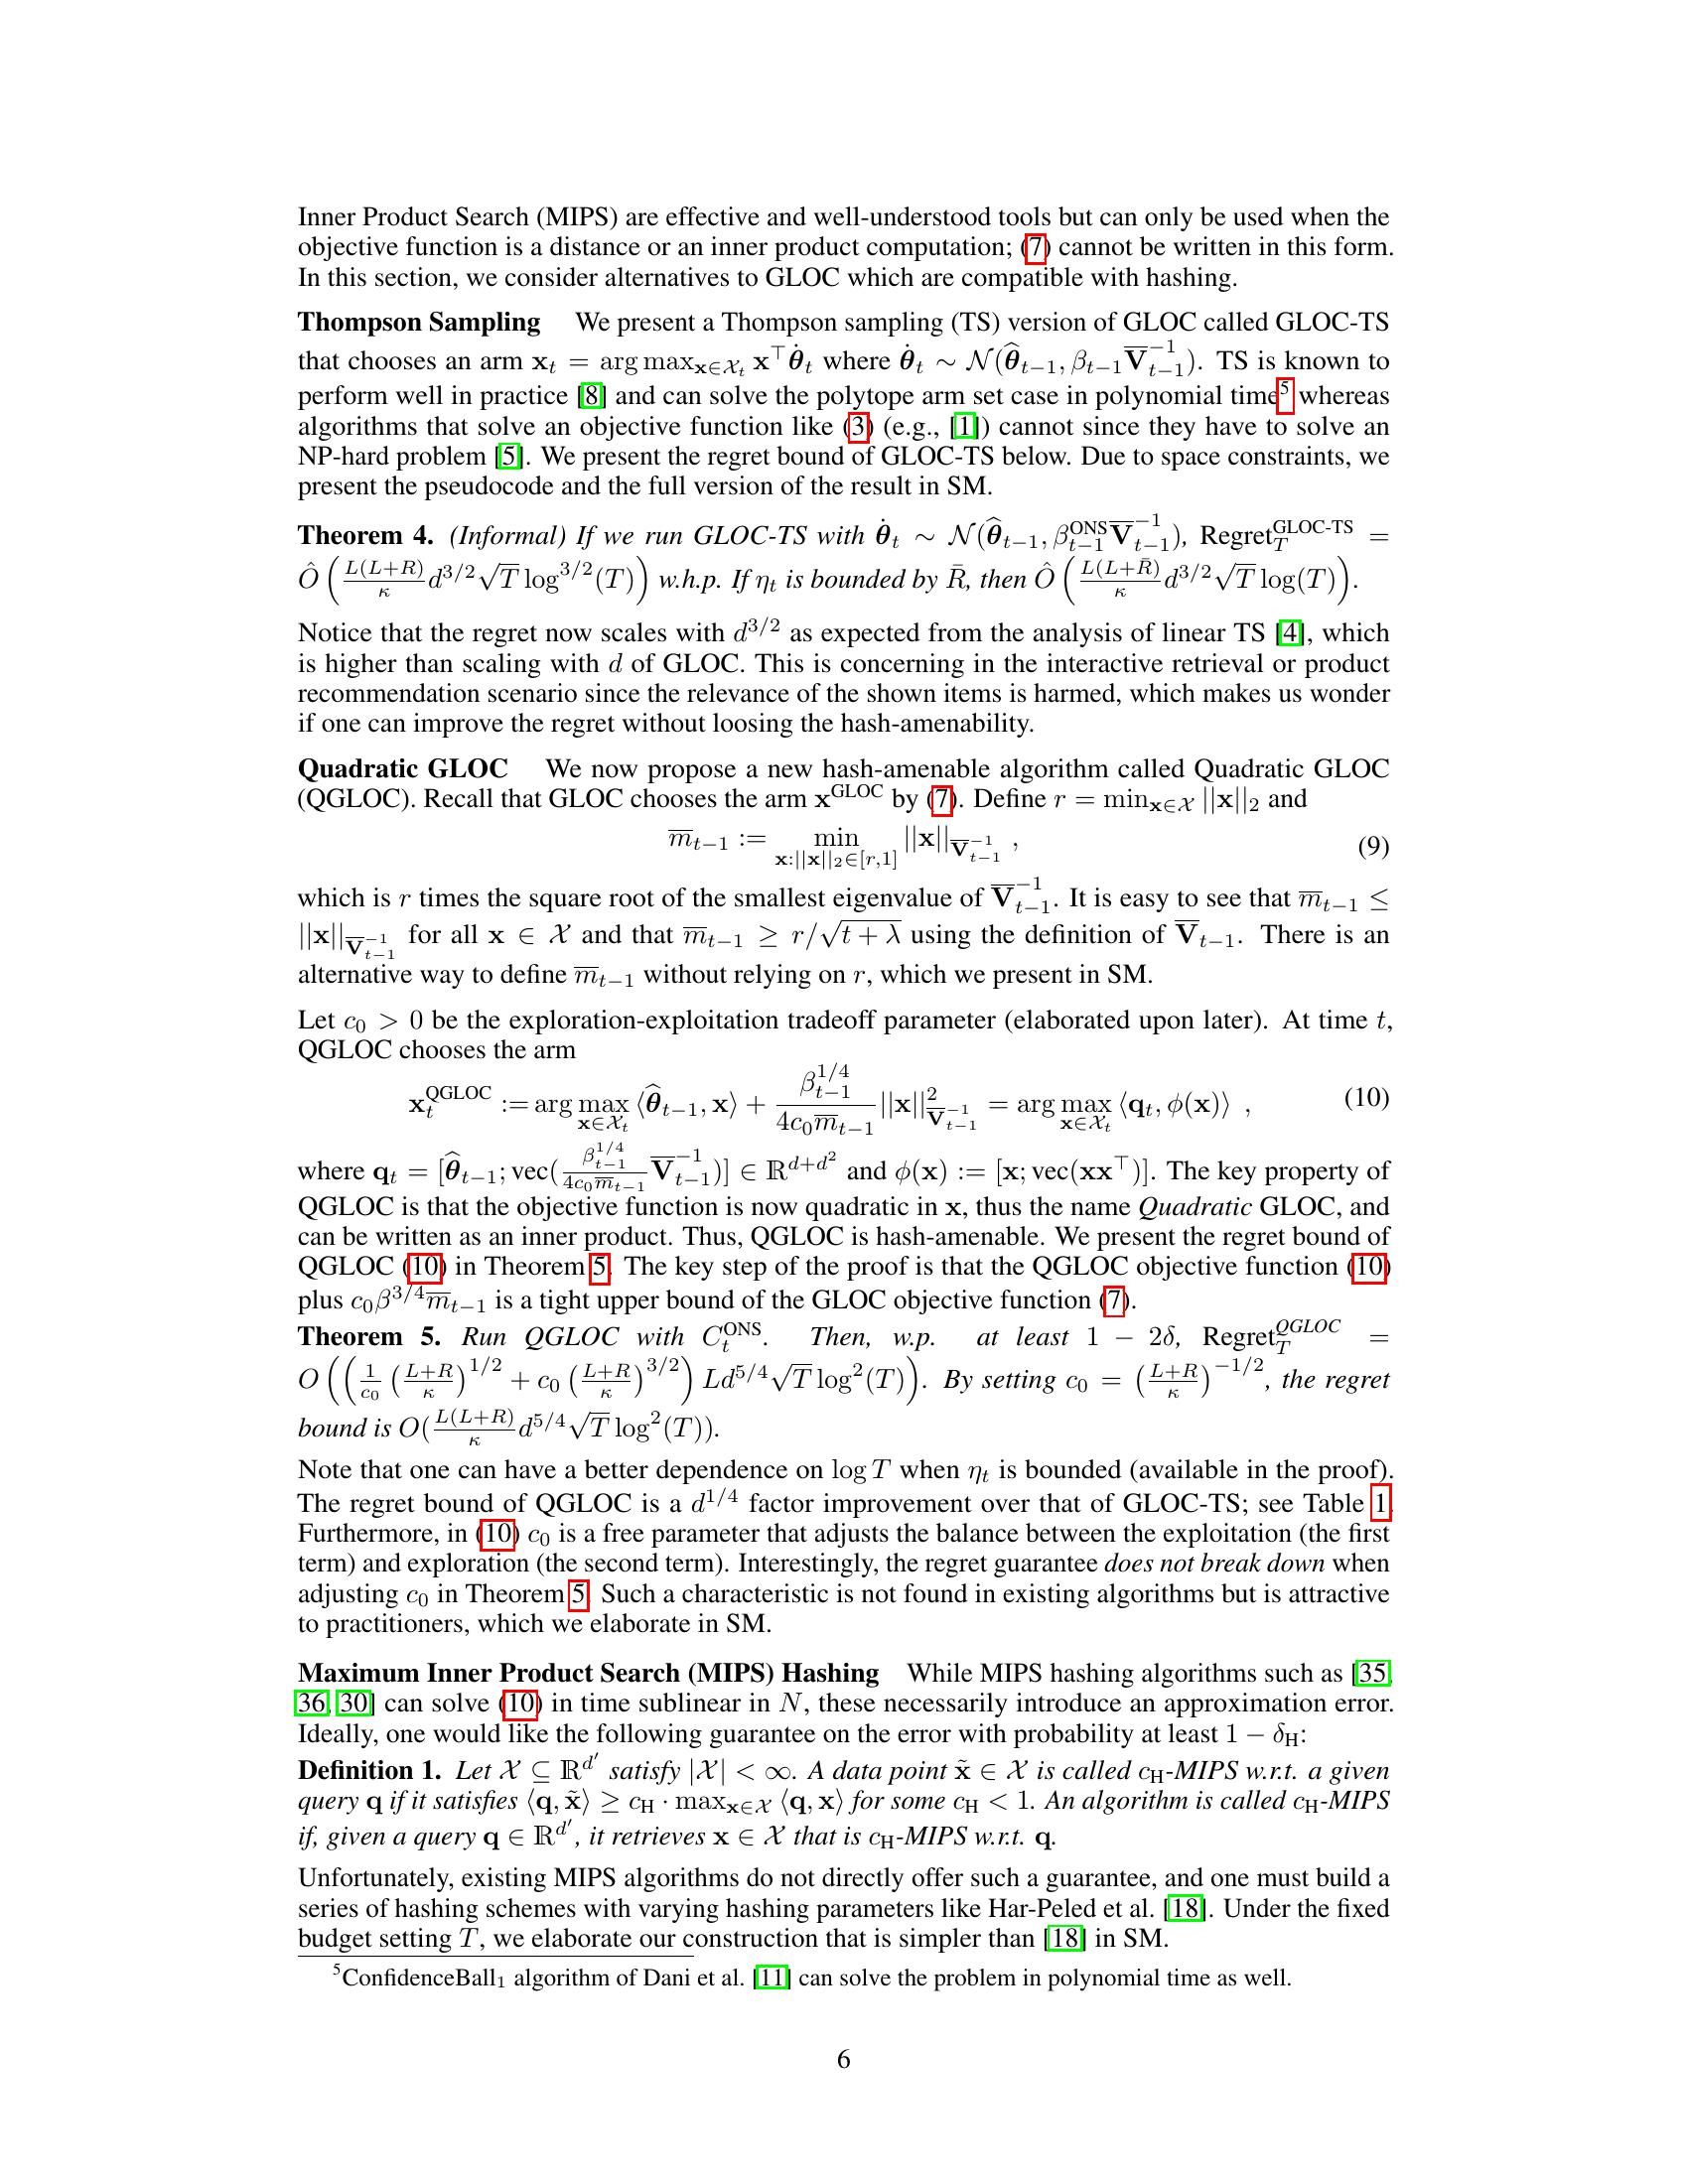 Inner Product Search (MIPS) are effective and well-understood tools but can only be used when the
objective function is a distance or an inner product computation; (7) cannot be written in this form.
In this section, we consider alternatives to GLOC which are compatible with hashing.
Thompson Sampling We present a Thompson sampling (TS) version of GLOC called GLOC-TS
that chooses an arm $\mathbf{x}_t = \arg\max_{\mathbf{x}\in\mathcal{X}_t} \mathbf{x}^\top \dot{\boldsymbol\theta}_t$ where $\dot{\boldsymbol\theta}_t \sim \mathcal{N}(\widehat{\boldsymbol\theta}_{t-1}, \beta_{t-1}\overline{\mathbf{V}}_{t-1}^{-1})$. TS is known to
perform well in practice [8] and can solve the polytope arm set case in polynomial time$^5$ whereas
algorithms that solve an objective function like (3) (e.g., [1]) cannot since they have to solve an
NP-hard problem [5]. We present the regret bound of GLOC-TS below. Due to space constraints, we
present the pseudocode and the full version of the result in SM.
Theorem 4. (Informal) If we run GLOC-TS with $\dot{\boldsymbol\theta}_t \sim \mathcal{N}(\widehat{\boldsymbol\theta}_{t-1}, \beta_{t-1}^{\text{ONS}}\overline{\mathbf{V}}_{t-1}^{-1})$, $\text{Regret}_T^{\text{GLOC-TS}} =$
$\hat{O}\left(\frac{L(L+R)}{\kappa} d^{3/2}\sqrt{T}\log^{3/2}(T)\right)$ w.h.p. If $\eta_t$ is bounded by $\bar{R}$, then $\hat{O}\left(\frac{L(L+\bar{R})}{\kappa} d^{3/2}\sqrt{T}\log(T)\right)$.
Notice that the regret now scales with $d^{3/2}$ as expected from the analysis of linear TS [4], which
is higher than scaling with $d$ of GLOC. This is concerning in the interactive retrieval or product
recommendation scenario since the relevance of the shown items is harmed, which makes us wonder
if one can improve the regret without loosing the hash-amenability.
Quadratic GLOC We now propose a new hash-amenable algorithm called Quadratic GLOC
(QGLOC). Recall that GLOC chooses the arm $\mathbf{x}^{\text{GLOC}}$ by (7). Define $r = \min_{\mathbf{x}\in\mathcal{X}} ||\mathbf{x}||_2$ and
$\overline{m}_{t-1} := \min_{\mathbf{x}:||\mathbf{x}||_2\in[r,1]} ||\mathbf{x}||_{\overline{\mathbf{V}}_{t-1}^{-1}}$ , (9)
which is $r$ times the square root of the smallest eigenvalue of $\overline{\mathbf{V}}_{t-1}^{-1}$. It is easy to see that $\overline{m}_{t-1} \leq$
$||\mathbf{x}||_{\overline{\mathbf{V}}_{t-1}^{-1}}$ for all $\mathbf{x} \in \mathcal{X}$ and that $\overline{m}_{t-1} \geq r/\sqrt{t+\lambda}$ using the definition of $\overline{\mathbf{V}}_{t-1}$. There is an
alternative way to define $\overline{m}_{t-1}$ without relying on $r$, which we present in SM.
Let $c_0 > 0$ be the exploration-exploitation tradeoff parameter (elaborated upon later). At time $t$,
QGLOC chooses the arm
$\mathbf{x}_t^{\text{QGLOC}} := \arg\max_{\mathbf{x}\in\mathcal{X}_t} \langle\widehat{\boldsymbol\theta}_{t-1}, \mathbf{x}\rangle + \frac{\beta_{t-1}^{1/4}}{4c_0\overline{m}_{t-1}} ||\mathbf{x}||^2_{\overline{\mathbf{V}}_{t-1}^{-1}} = \arg\max_{\mathbf{x}\in\mathcal{X}_t} \langle\mathbf{q}_t, \phi(\mathbf{x})\rangle$ , (10)
where $\mathbf{q}_t = [\widehat{\boldsymbol\theta}_{t-1}; \text{vec}(\frac{\beta_{t-1}^{1/4}}{4c_0\overline{m}_{t-1}}\overline{\mathbf{V}}_{t-1}^{-1})] \in \mathbb{R}^{d+d^2}$ and $\phi(\mathbf{x}) := [\mathbf{x}; \text{vec}(\mathbf{x}\mathbf{x}^\top)]$. The key property of
QGLOC is that the objective function is now quadratic in $\mathbf{x}$, thus the name Quadratic GLOC, and
can be written as an inner product. Thus, QGLOC is hash-amenable. We present the regret bound of
QGLOC (10) in Theorem 5. The key step of the proof is that the QGLOC objective function (10)
plus $c_0\beta^{3/4}\overline{m}_{t-1}$ is a tight upper bound of the GLOC objective function (7).
Theorem 5. Run QGLOC with $C_t^{\text{ONS}}$. Then, w.p. at least $1 - 2\delta$, $\text{Regret}_T^{QGLOC} =$
$O\left(\left(\frac{1}{c_0}\left(\frac{L+R}{\kappa}\right)^{1/2} + c_0\left(\frac{L+R}{\kappa}\right)^{3/2}\right) Ld^{5/4}\sqrt{T}\log^2(T)\right)$. By setting $c_0 = \left(\frac{L+R}{\kappa}\right)^{-1/2}$, the regret
bound is $O(\frac{L(L+R)}{\kappa} d^{5/4}\sqrt{T}\log^2(T))$.
Note that one can have a better dependence on $\log T$ when $\eta_t$ is bounded (available in the proof).
The regret bound of QGLOC is a $d^{1/4}$ factor improvement over that of GLOC-TS; see Table 1.
Furthermore, in (10) $c_0$ is a free parameter that adjusts the balance between the exploitation (the first
term) and exploration (the second term). Interestingly, the regret guarantee does not break down when
adjusting $c_0$ in Theorem 5. Such a characteristic is not found in existing algorithms but is attractive
to practitioners, which we elaborate in SM.
Maximum Inner Product Search (MIPS) Hashing While MIPS hashing algorithms such as [35,
36, 30] can solve (10) in time sublinear in $N$, these necessarily introduce an approximation error.
Ideally, one would like the following guarantee on the error with probability at least $1 - \delta_{\text{H}}$:
Definition 1. Let $\mathcal{X} \subseteq \mathbb{R}^{d'}$ satisfy $|\mathcal{X}| < \infty$. A data point $\tilde{\mathbf{x}} \in \mathcal{X}$ is called $c_{\text{H}}$-MIPS w.r.t. a given
query $\mathbf{q}$ if it satisfies $\langle\mathbf{q}, \tilde{\mathbf{x}}\rangle \geq c_{\text{H}} \cdot \max_{\mathbf{x}\in\mathcal{X}} \langle\mathbf{q}, \mathbf{x}\rangle$ for some $c_{\text{H}} < 1$. An algorithm is called $c_{\text{H}}$-MIPS
if, given a query $\mathbf{q} \in \mathbb{R}^{d'}$, it retrieves $\mathbf{x} \in \mathcal{X}$ that is $c_{\text{H}}$-MIPS w.r.t. $\mathbf{q}$.
Unfortunately, existing MIPS algorithms do not directly offer such a guarantee, and one must build a
series of hashing schemes with varying hashing parameters like Har-Peled et al. [18]. Under the fixed
budget setting $T$, we elaborate our construction that is simpler than [18] in SM.
$^5$ConfidenceBall$_1$ algorithm of Dani et al. [11] can solve the problem in polynomial time as well.
6